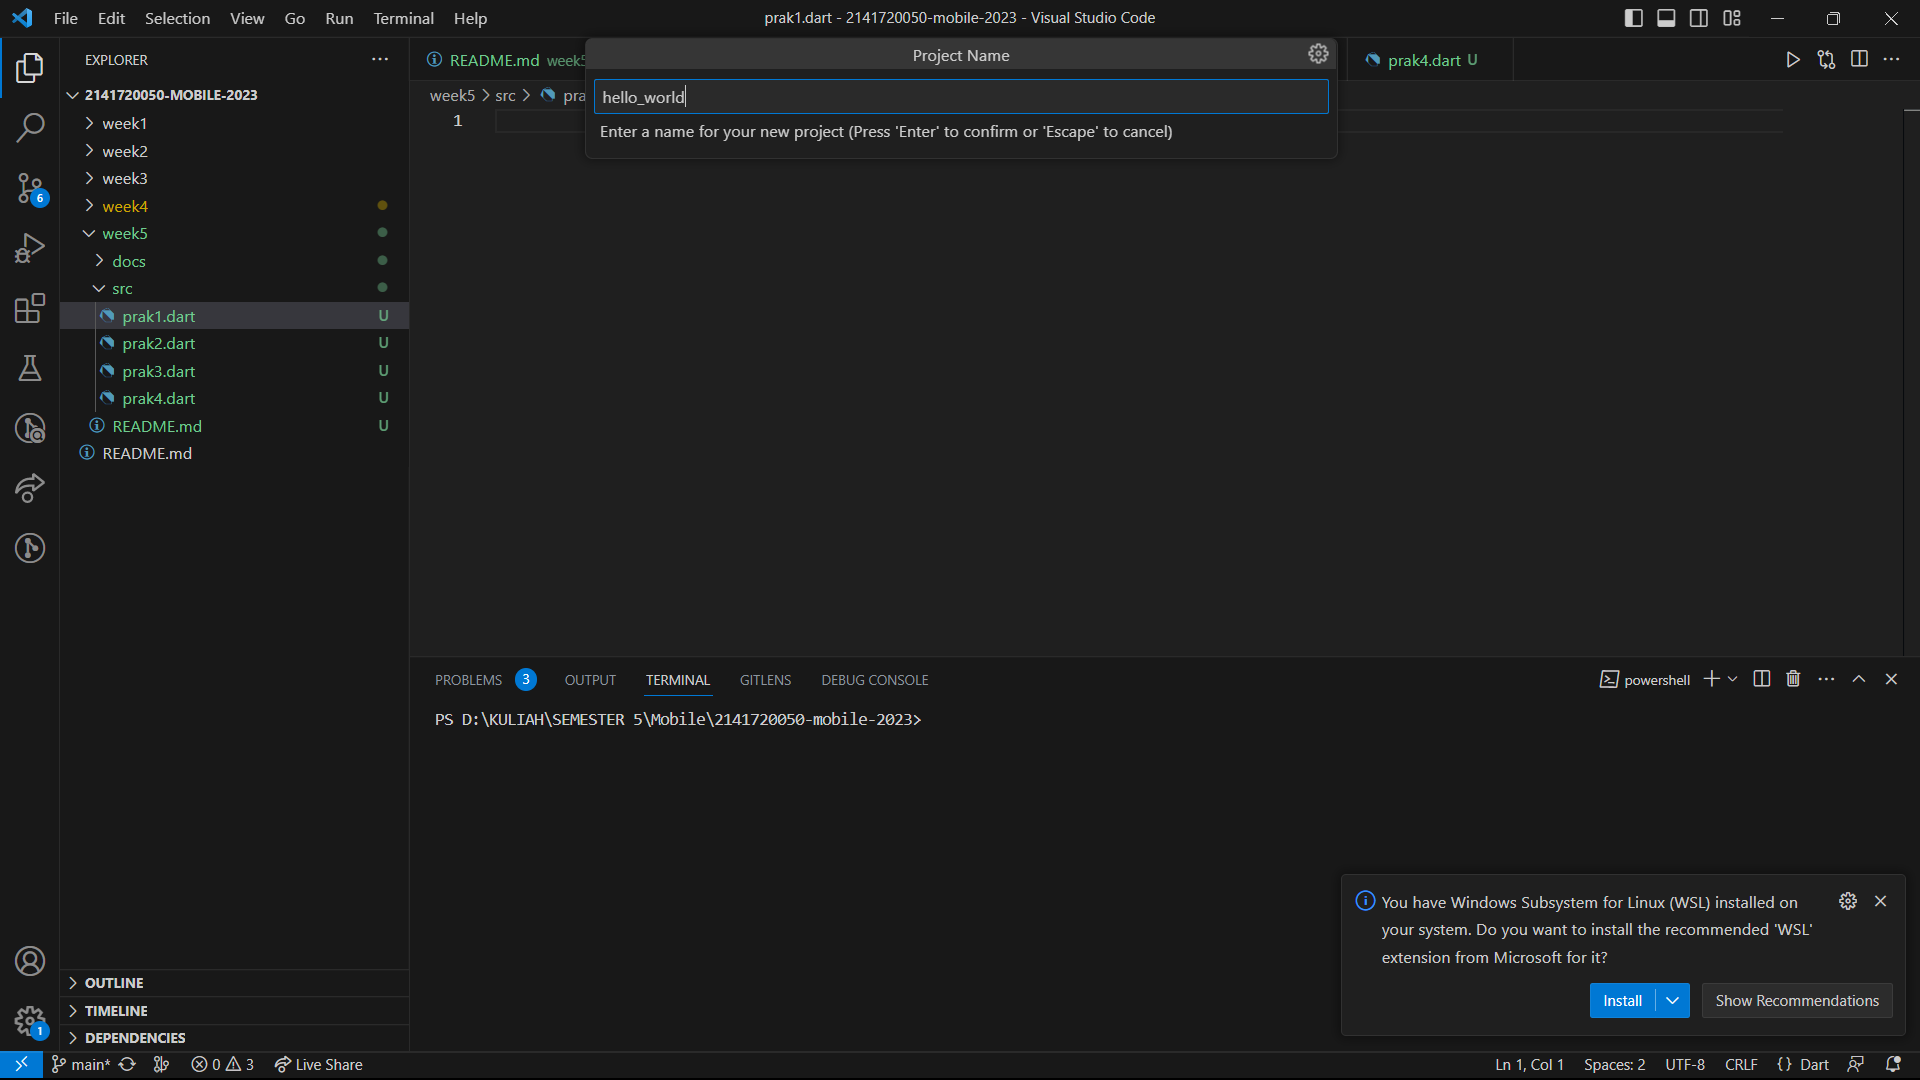 File Edit Selection View Go Run Terminal Help
prak1.dart - 2141720050-mobile-2023 - Visual Studio Code
EXPLORER
2141720050-MOBILE-2023
week1
week2
week3
week4
week5
docs
src
prak1.dart U
prak2.dart U
prak3.dart U
prak4.dart U
README.md U
README.md
OUTLINE
TIMELINE
DEPENDENCIES
6
1
README.md week5
prak4.dart U
week5 > src > pra
1
Project Name
hello_world
Enter a name for your new project (Press 'Enter' to confirm or 'Escape' to cancel)
PROBLEMS 3 OUTPUT TERMINAL GITLENS DEBUG CONSOLE
powershell
PS D:\KULIAH\SEMESTER 5\Mobile\2141720050-mobile-2023>
You have Windows Subsystem for Linux (WSL) installed on
your system. Do you want to install the recommended 'WSL'
extension from Microsoft for it?
Install
Show Recommendations
main* 0 3 Live Share
Ln 1, Col 1 Spaces: 2 UTF-8 CRLF {} Dart